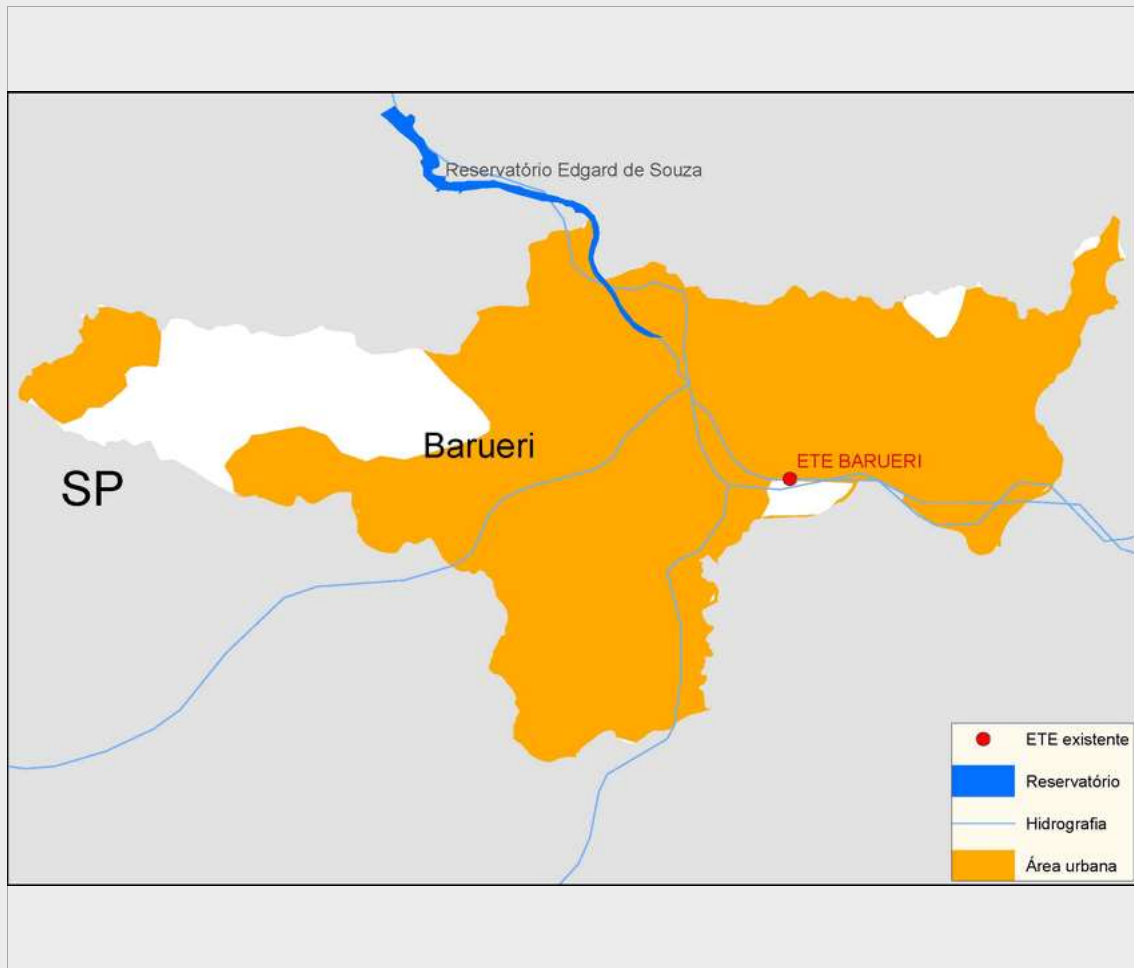 Reservatório Edgard de Souza
Barueri
ETE BARUERI
SP
ETE existente
Reservatório
Hidrografia
Área urbana